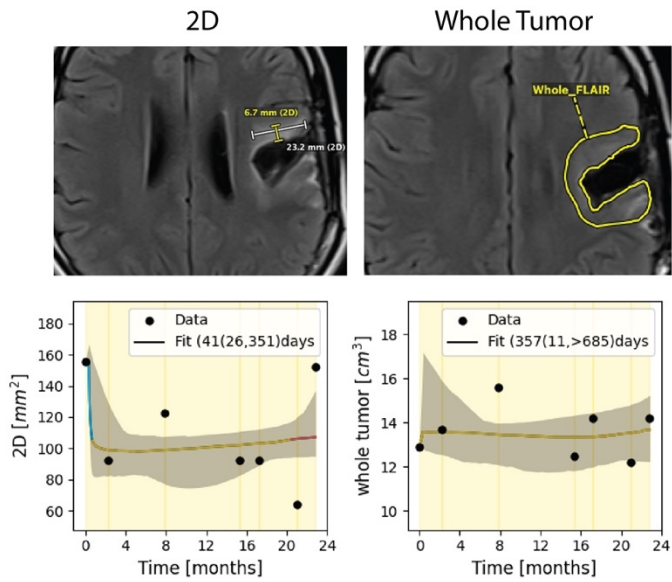 2D
Whole Tumor
6.7 mm (2D)
23.2 mm (2D)
Whole_FLAIR
180
160
140
120
100
80
60
2D [mm²]
Data
Fit (41(26,351)days
0
4
8
12
16
20
24
Time [months]
18
16
14
12
10
whole tumor [cm³]
Data
Fit (357(11,>685)days
0
4
8
12
16
20
24
Time [months]